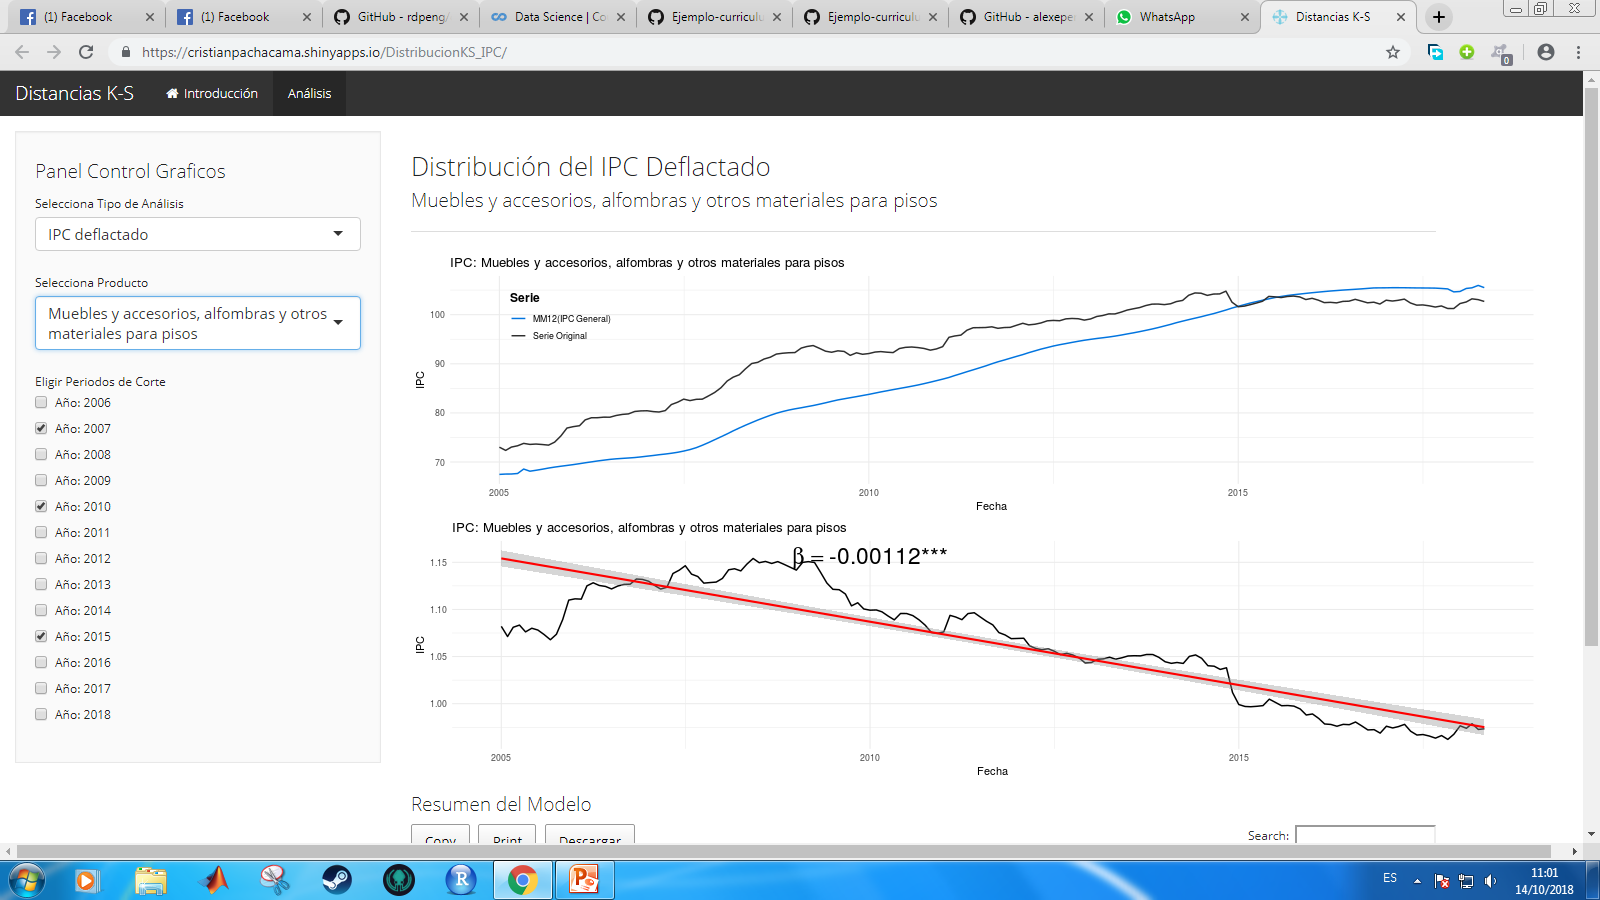 (1) Facebook
(1) Facebook
GitHub - rdpeng/
Data Science | Co
Ejemplo-curriculu
Ejemplo-curriculu
GitHub - alexepe
WhatsApp
Distancias K-S
https://cristianpachacama.shinyapps.io/DistribucionKS_IPC/
0
Distancias K-S
Introducción
Análisis
Panel Control Graficos
Selecciona Tipo de Análisis
IPC deflactado
Selecciona Producto
Muebles y accesorios, alfombras y otros
materiales para pisos
Eligir Periodos de Corte
Año: 2006
Año: 2007
Año: 2008
Año: 2009
Año: 2010
Año: 2011
Año: 2012
Año: 2013
Año: 2014
Año: 2015
Año: 2016
Año: 2017
Año: 2018
Distribución del IPC Deflactado
Muebles y accesorios, alfombras y otros materiales para pisos
IPC: Muebles y accesorios, alfombras y otros materiales para pisos
Serie
MM12(IPC General)
Serie Original
IPC
100
90
80
70
2005
2010
2015
Fecha
IPC: Muebles y accesorios, alfombras y otros materiales para pisos
β = -0.00112***
IPC
1.15
1.10
1.05
1.00
2005
2010
2015
Fecha
Resumen del Modelo
Copy
Print
Descargar
Search:
R
ES
11:01
14/10/2018